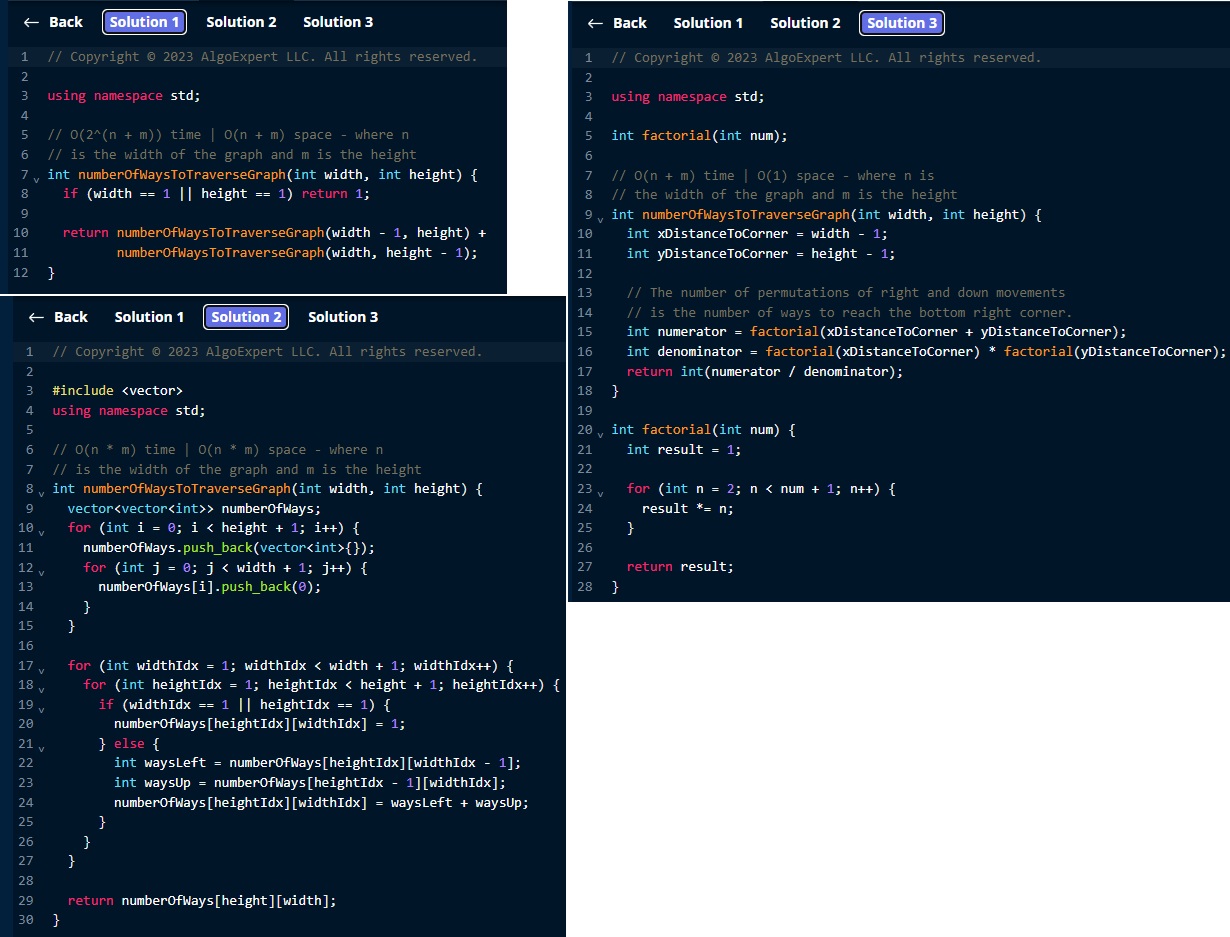 ← Back Solution 1 Solution 2 Solution 3
1 // Copyright © 2023 AlgoExpert LLC. All rights reserved.
2
3 using namespace std;
4
5 // O(2^(n + m)) time | O(n + m) space - where n
6 // is the width of the graph and m is the height
7 int numberOfWaysToTraverseGraph(int width, int height) {
8   if (width == 1 || height == 1) return 1;
9
10   return numberOfWaysToTraverseGraph(width - 1, height) +
11          numberOfWaysToTraverseGraph(width, height - 1);
12 }
← Back Solution 1 Solution 2 Solution 3
1 // Copyright © 2023 AlgoExpert LLC. All rights reserved.
2
3 #include <vector>
4 using namespace std;
5
6 // O(n * m) time | O(n * m) space - where n
7 // is the width of the graph and m is the height
8 int numberOfWaysToTraverseGraph(int width, int height) {
9   vector<vector<int>> numberOfWays;
10   for (int i = 0; i < height + 1; i++) {
11     numberOfWays.push_back(vector<int>{});
12     for (int j = 0; j < width + 1; j++) {
13       numberOfWays[i].push_back(0);
14     }
15   }
16
17   for (int widthIdx = 1; widthIdx < width + 1; widthIdx++) {
18     for (int heightIdx = 1; heightIdx < height + 1; heightIdx++) {
19       if (widthIdx == 1 || heightIdx == 1) {
20         numberOfWays[heightIdx][widthIdx] = 1;
21       } else {
22         int waysLeft = numberOfWays[heightIdx][widthIdx - 1];
23         int waysUp = numberOfWays[heightIdx - 1][widthIdx];
24         numberOfWays[heightIdx][widthIdx] = waysLeft + waysUp;
25       }
26     }
27   }
28
29   return numberOfWays[height][width];
30 }
← Back Solution 1 Solution 2 Solution 3
1 // Copyright © 2023 AlgoExpert LLC. All rights reserved.
2
3 using namespace std;
4
5 int factorial(int num);
6
7 // O(n + m) time | O(1) space - where n is
8 // the width of the graph and m is the height
9 int numberOfWaysToTraverseGraph(int width, int height) {
10   int xDistanceToCorner = width - 1;
11   int yDistanceToCorner = height - 1;
12
13   // The number of permutations of right and down movements
14   // is the number of ways to reach the bottom right corner.
15   int numerator = factorial(xDistanceToCorner + yDistanceToCorner);
16   int denominator = factorial(xDistanceToCorner) * factorial(yDistanceToCorner);
17   return int(numerator / denominator);
18 }
19
20 int factorial(int num) {
21   int result = 1;
22
23   for (int n = 2; n < num + 1; n++) {
24     result *= n;
25   }
26
27   return result;
28 }